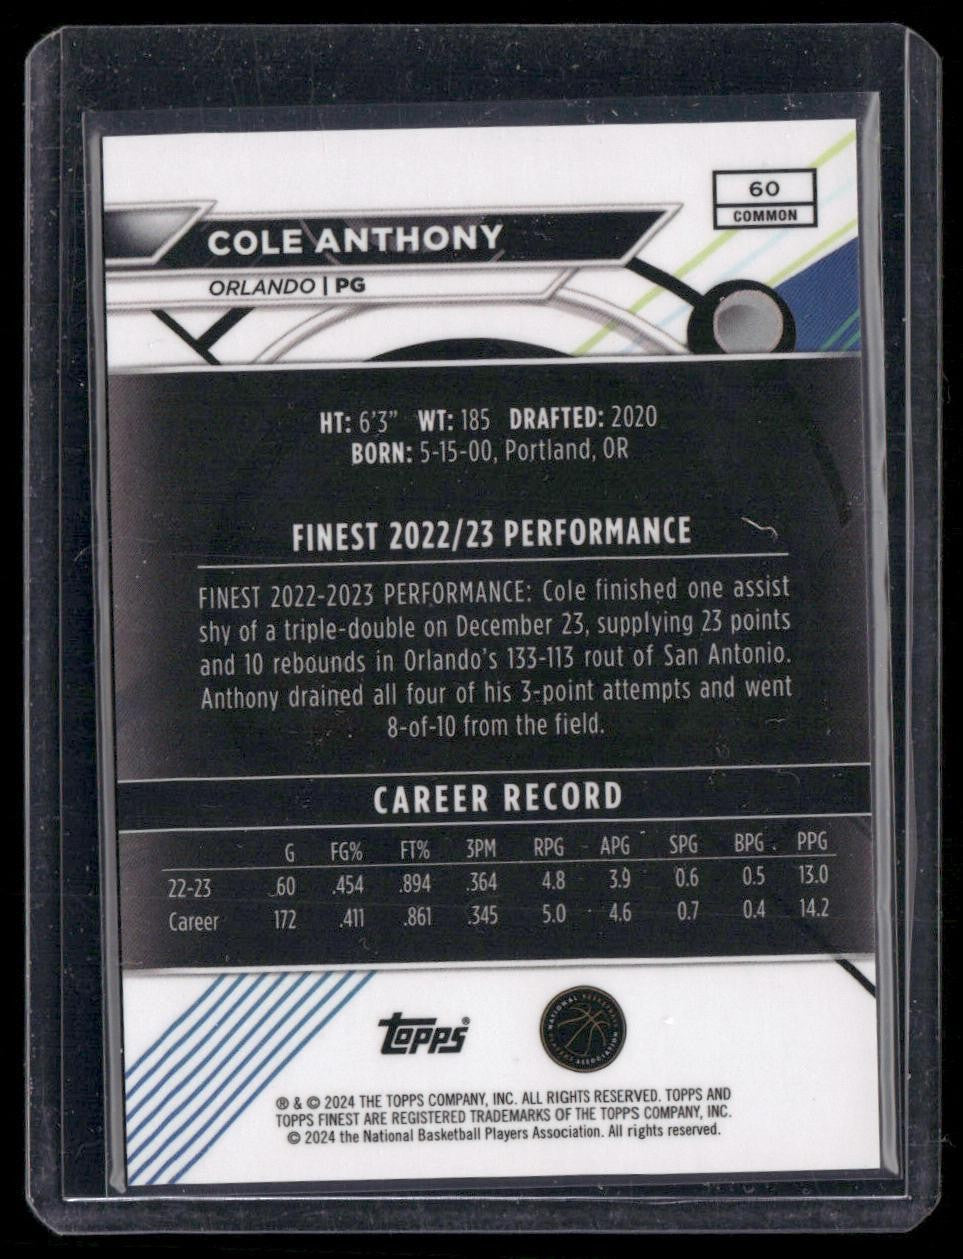 60
COMMON
COLE ANTHONY
ORLANDO | PG
HT: 6'3" WT: 185 DRAFTED: 2020
BORN: 5-15-00, Portland, OR
FINEST 2022/23 PERFORMANCE
FINEST 2022-2023 PERFORMANCE: Cole finished one assist
shy of a triple-double on December 23, supplying 23 points
and 10 rebounds in Orlando's 133-113 rout of San Antonio.
Anthony drained all four of his 3-point attempts and went
8-of-10 from the field.
CAREER RECORD
G FG% FT% 3PM RPG APG SPG BPG PPG
22-23 60 .454 .894 .364 4.8 3.9 0.6 0.5 13.0
Career 172 .411 .861 .345 5.0 4.6 0.7 0.4 14.2
Topps®
NATIONAL BASKETBALL
PLAYERS ASSOCIATION
® & © 2024 THE TOPPS COMPANY, INC. ALL RIGHTS RESERVED. TOPPS AND
TOPPS FINEST ARE REGISTERED TRADEMARKS OF THE TOPPS COMPANY, INC.
© 2024 the National Basketball Players Association. All rights reserved.